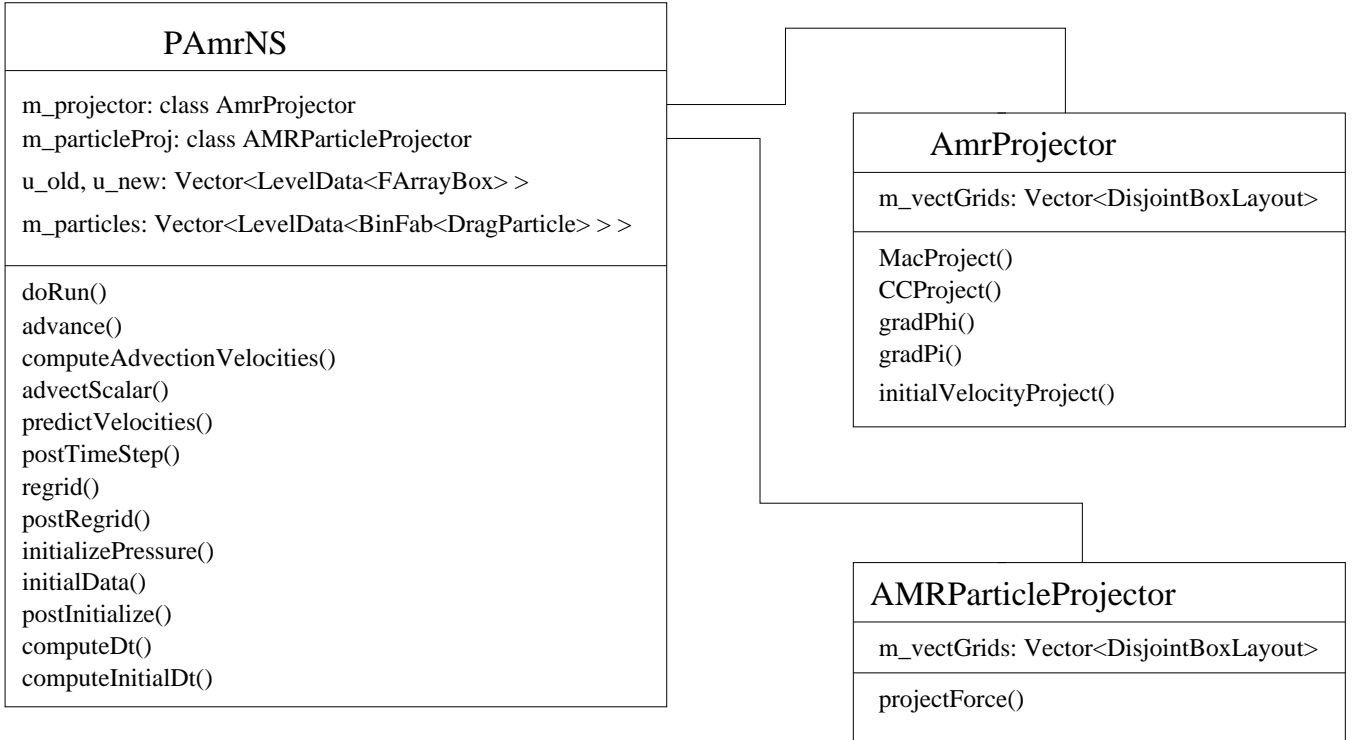 PAmrNS
m_projector: class AmrProjector
m_particleProj: class AMRParticleProjector
u_old, u_new: Vector<LevelData<FArrayBox> >
m_particles: Vector<LevelData<BinFab<DragParticle> > >
doRun()
advance()
computeAdvectionVelocities()
advectScalar()
predictVelocities()
postTimeStep()
regrid()
postRegrid()
initializePressure()
initialData()
postInitialize()
computeDt()
computeInitialDt()
AmrProjector
m_vectGrids: Vector<DisjointBoxLayout>
MacProject()
CCProject()
gradPhi()
gradPi()
initialVelocityProject()
AMRParticleProjector
m_vectGrids: Vector<DisjointBoxLayout>
projectForce()